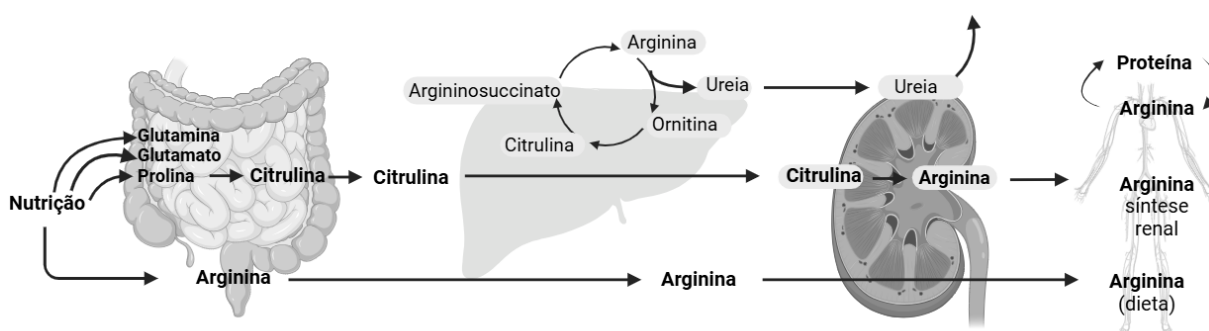 Nutrição
Glutamina
Glutamato
Prolina
Citrulina
Arginina
Citrulina
Arginina
Argininosuccinato
Ureia
Citrulina
Ornitina
Arginina
Ureia
Citrulina
Arginina
Proteína
Arginina
Arginina
síntese
renal
Arginina
(dieta)